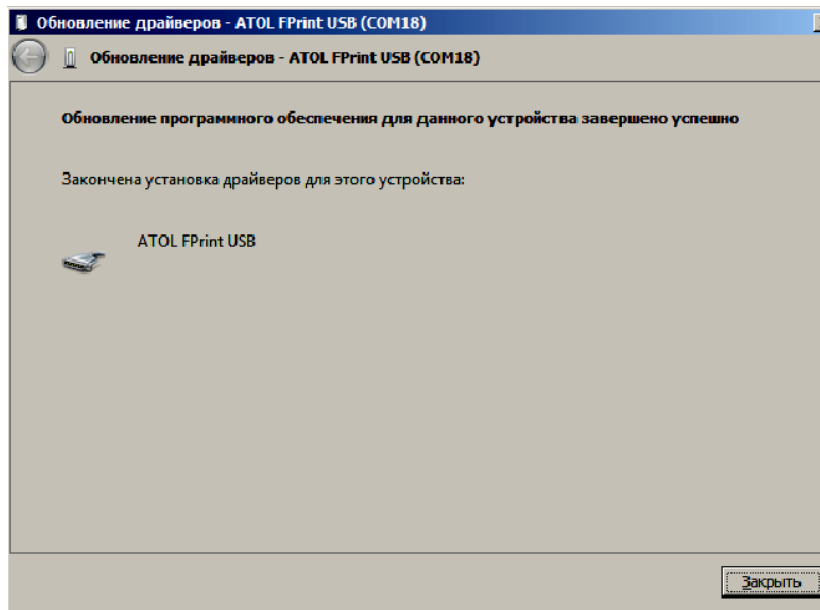 Обновление драйверов - ATOL FPrint USB (COM18)
Обновление драйверов - ATOL FPrint USB (COM18)
Обновление программного обеспечения для данного устройства завершено успешно
Закончена установка драйверов для этого устройства:
ATOL FPrint USB
Закрыть